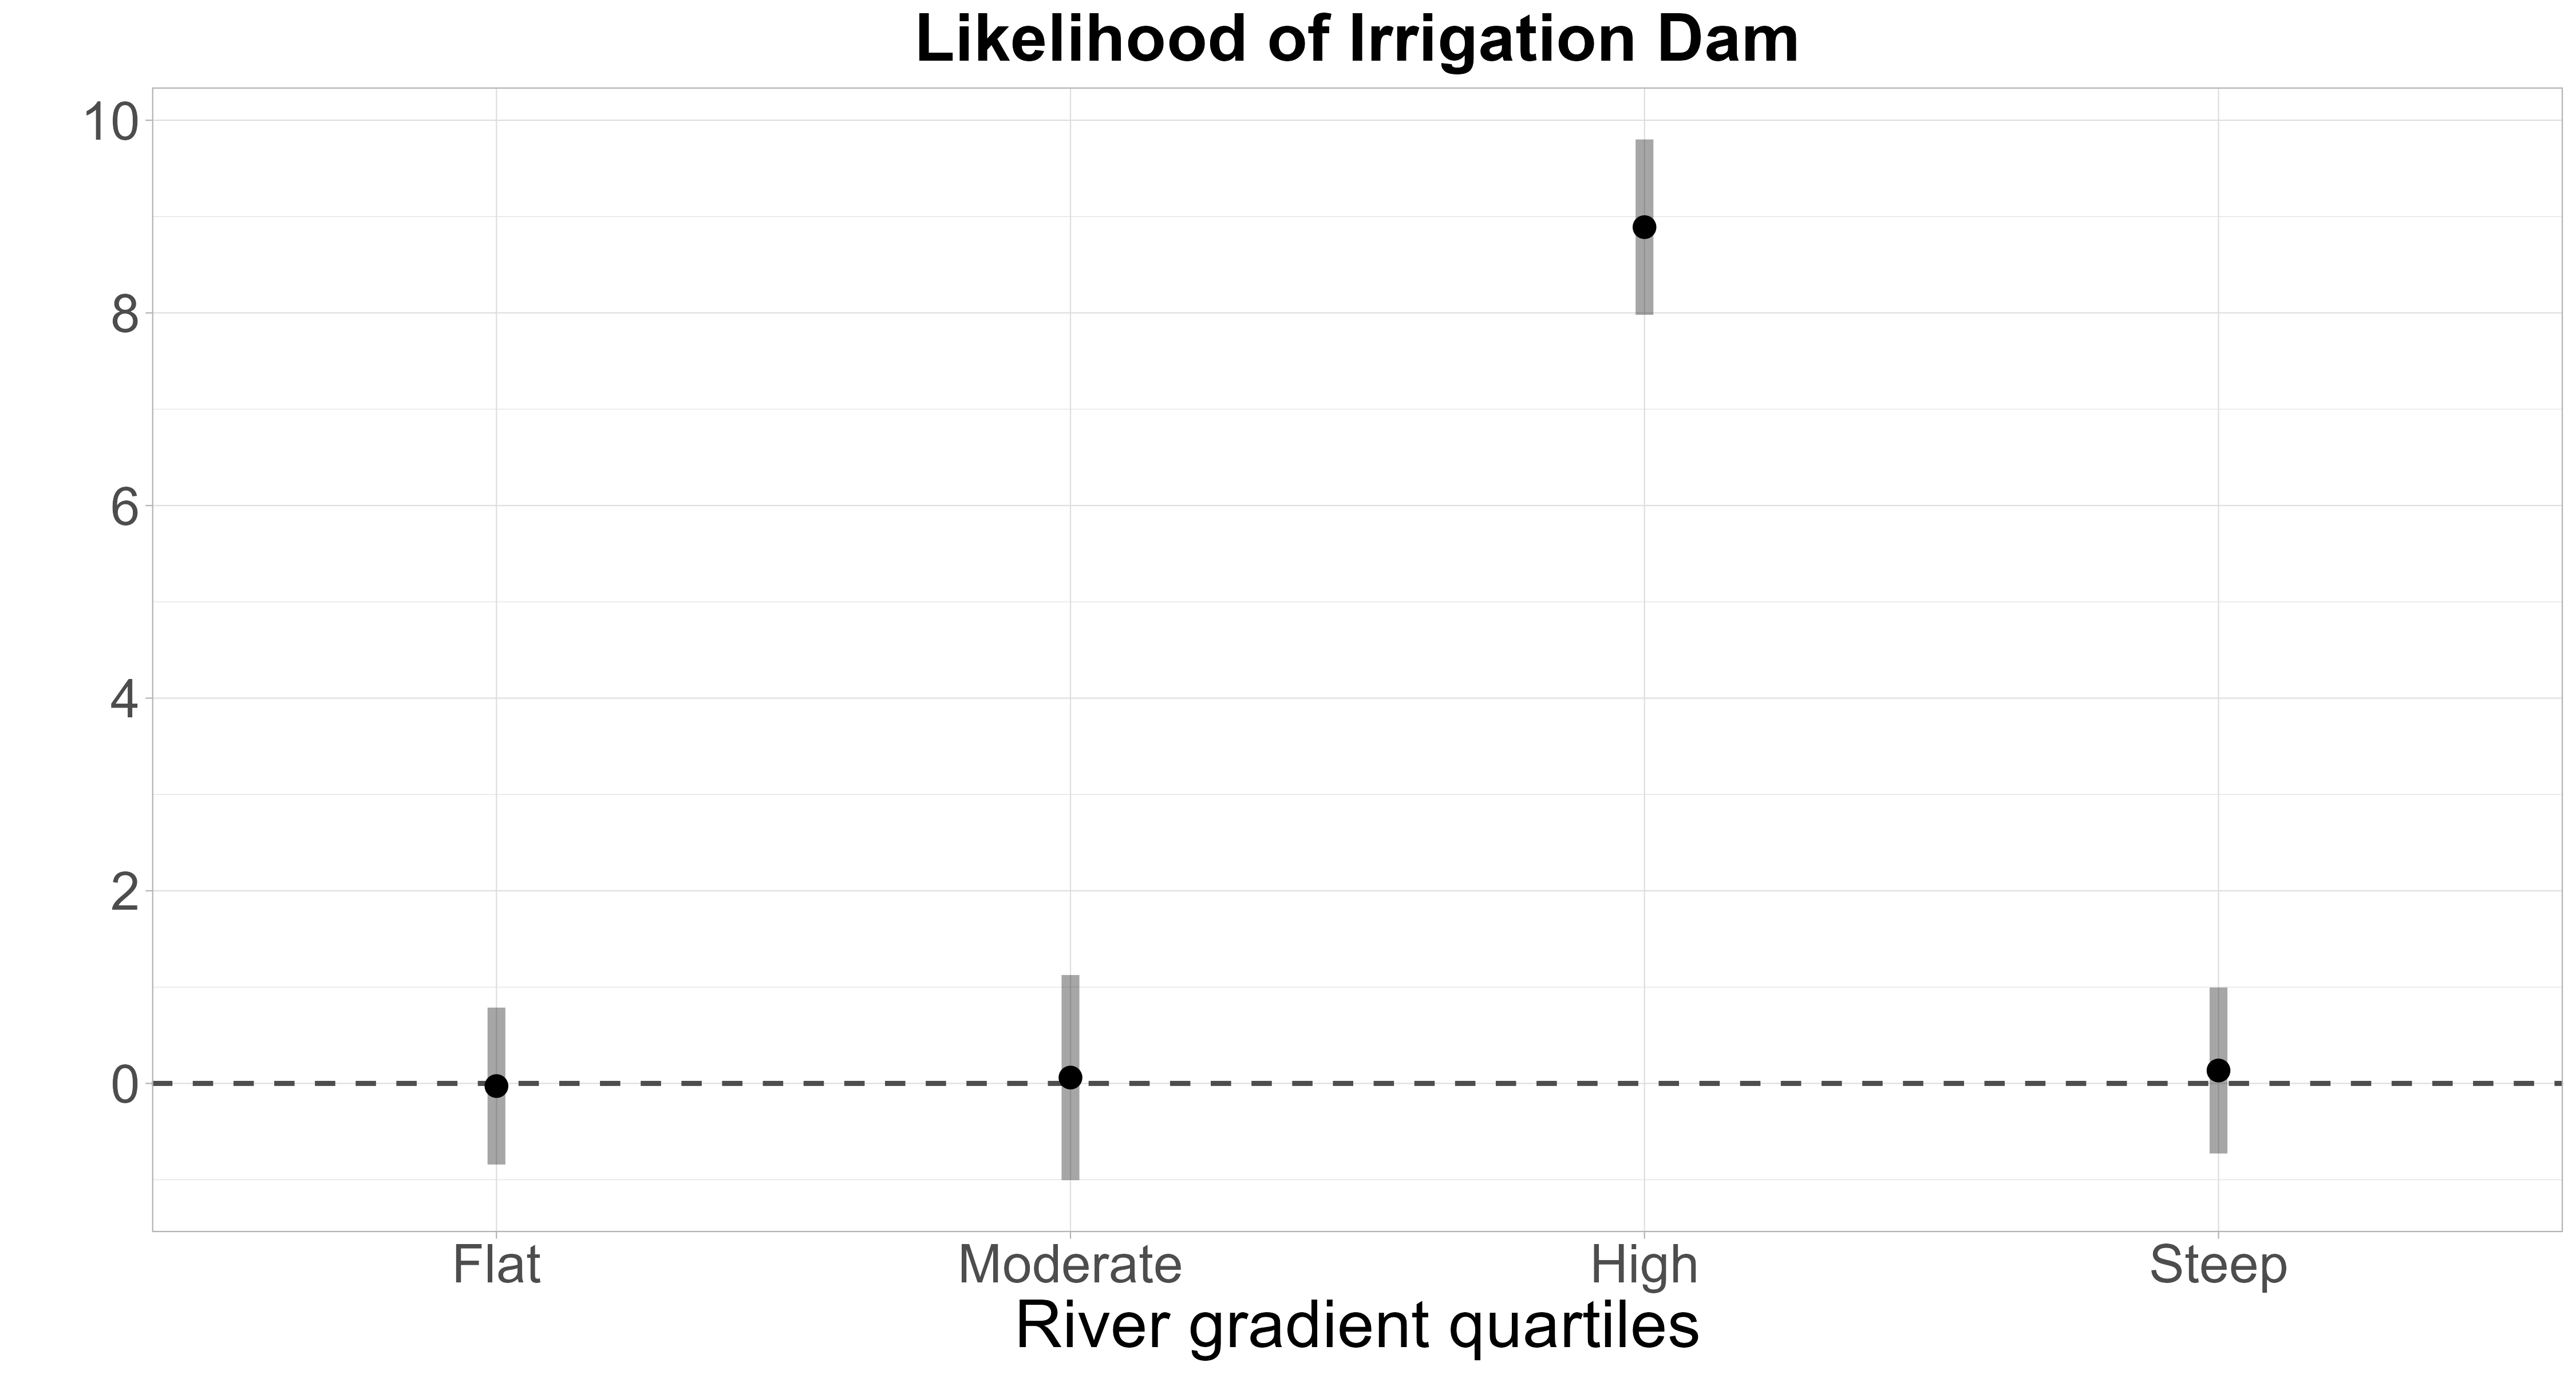 Likelihood of Irrigation Dam
10
8
6
4
2
0
Flat Moderate High Steep
River gradient quartiles